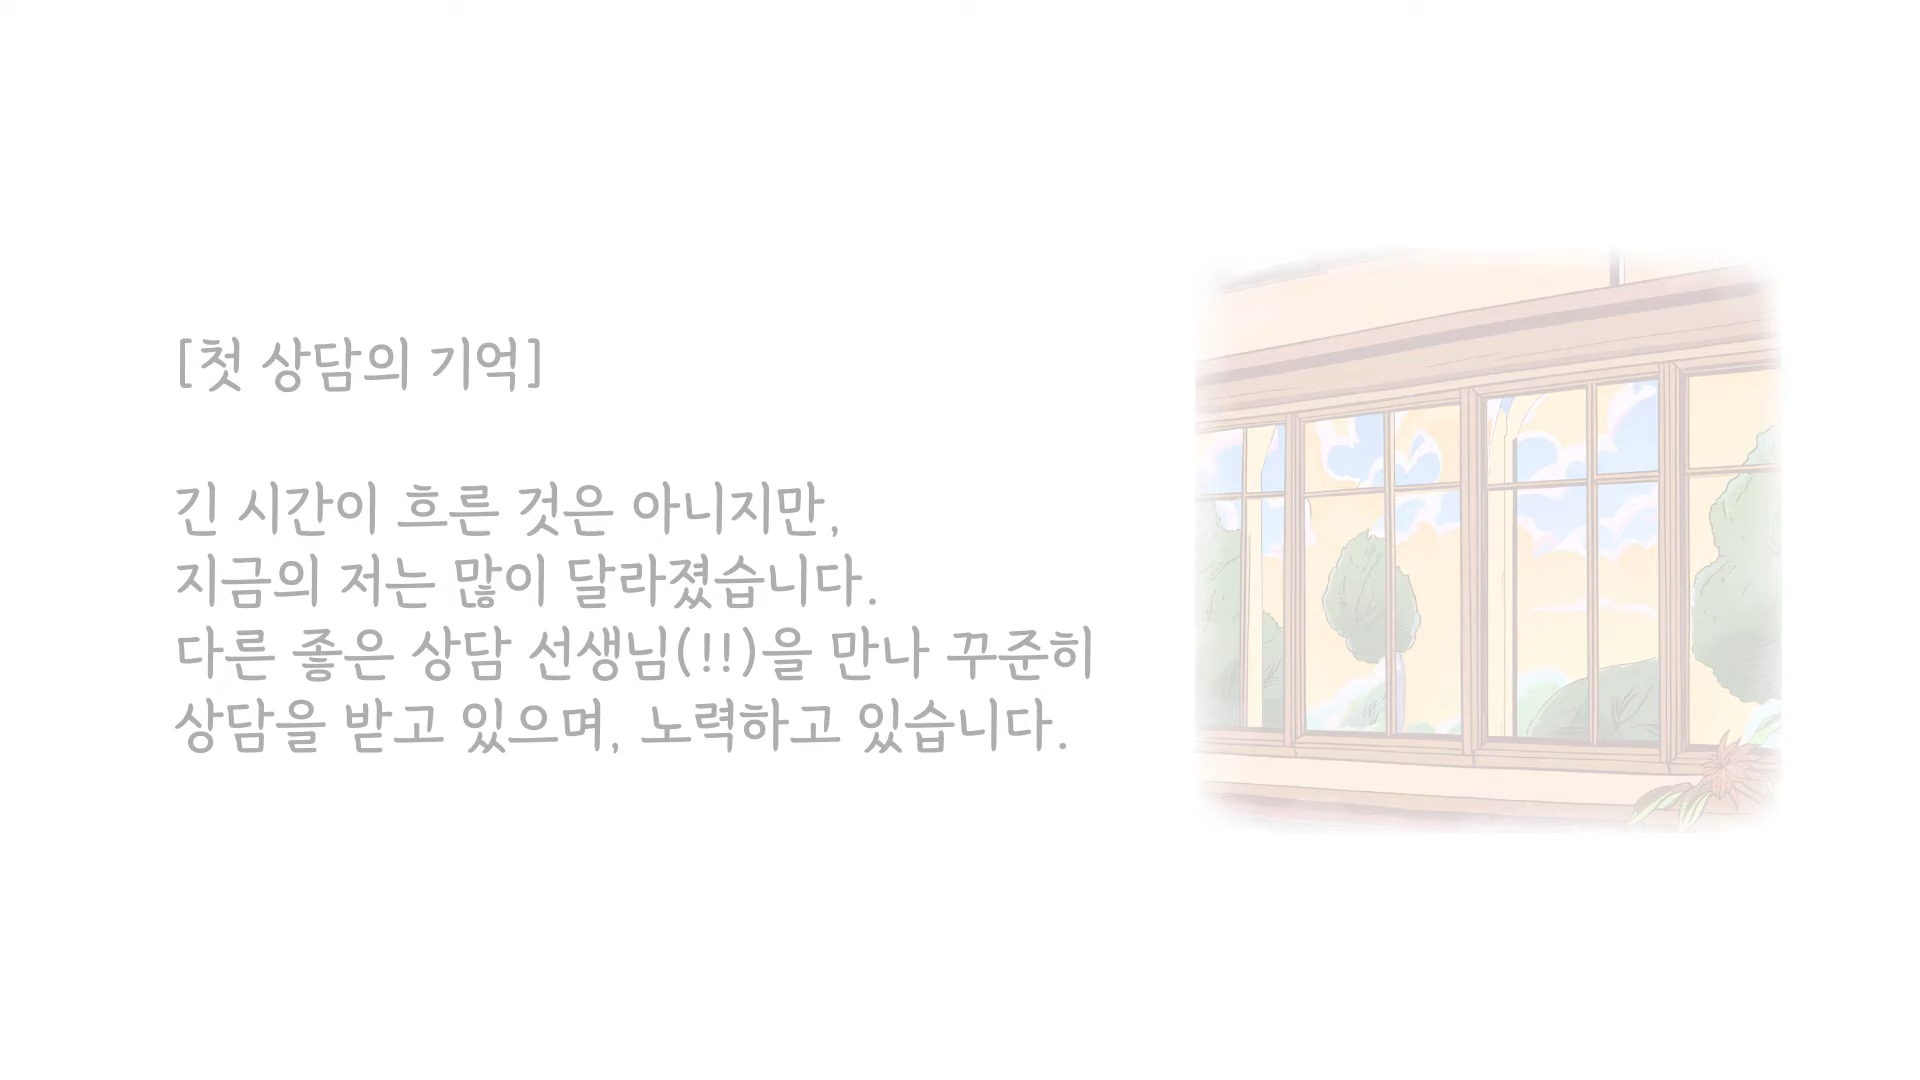 [첫 상담의 기억]
긴 시간이 흐른 것은 아니지만,
지금의 저는 많이 달라졌습니다.
다른 좋은 상담 선생님(!!)을 만나 꾸준히
상담을 받고 있으며, 노력하고 있습니다.